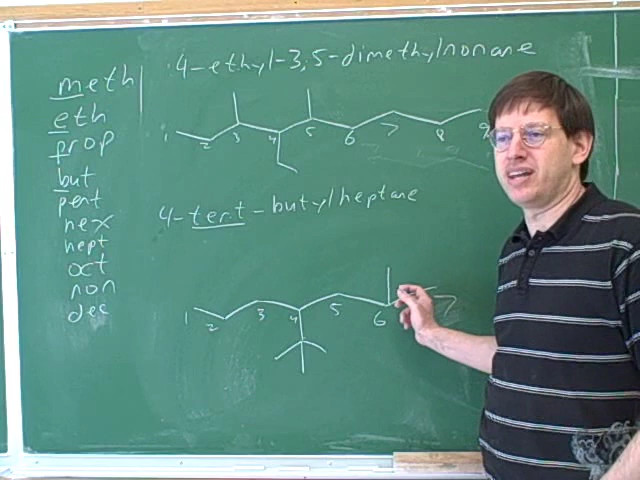 meth
eth
prop
but
pent
hex
hept
oct
non
dec
4-ethyl-3,5-dimethylnonane
1 2 3 4 5 6 7 8 9
4-tert-butylheptane
1 2 3 4 5 6 7